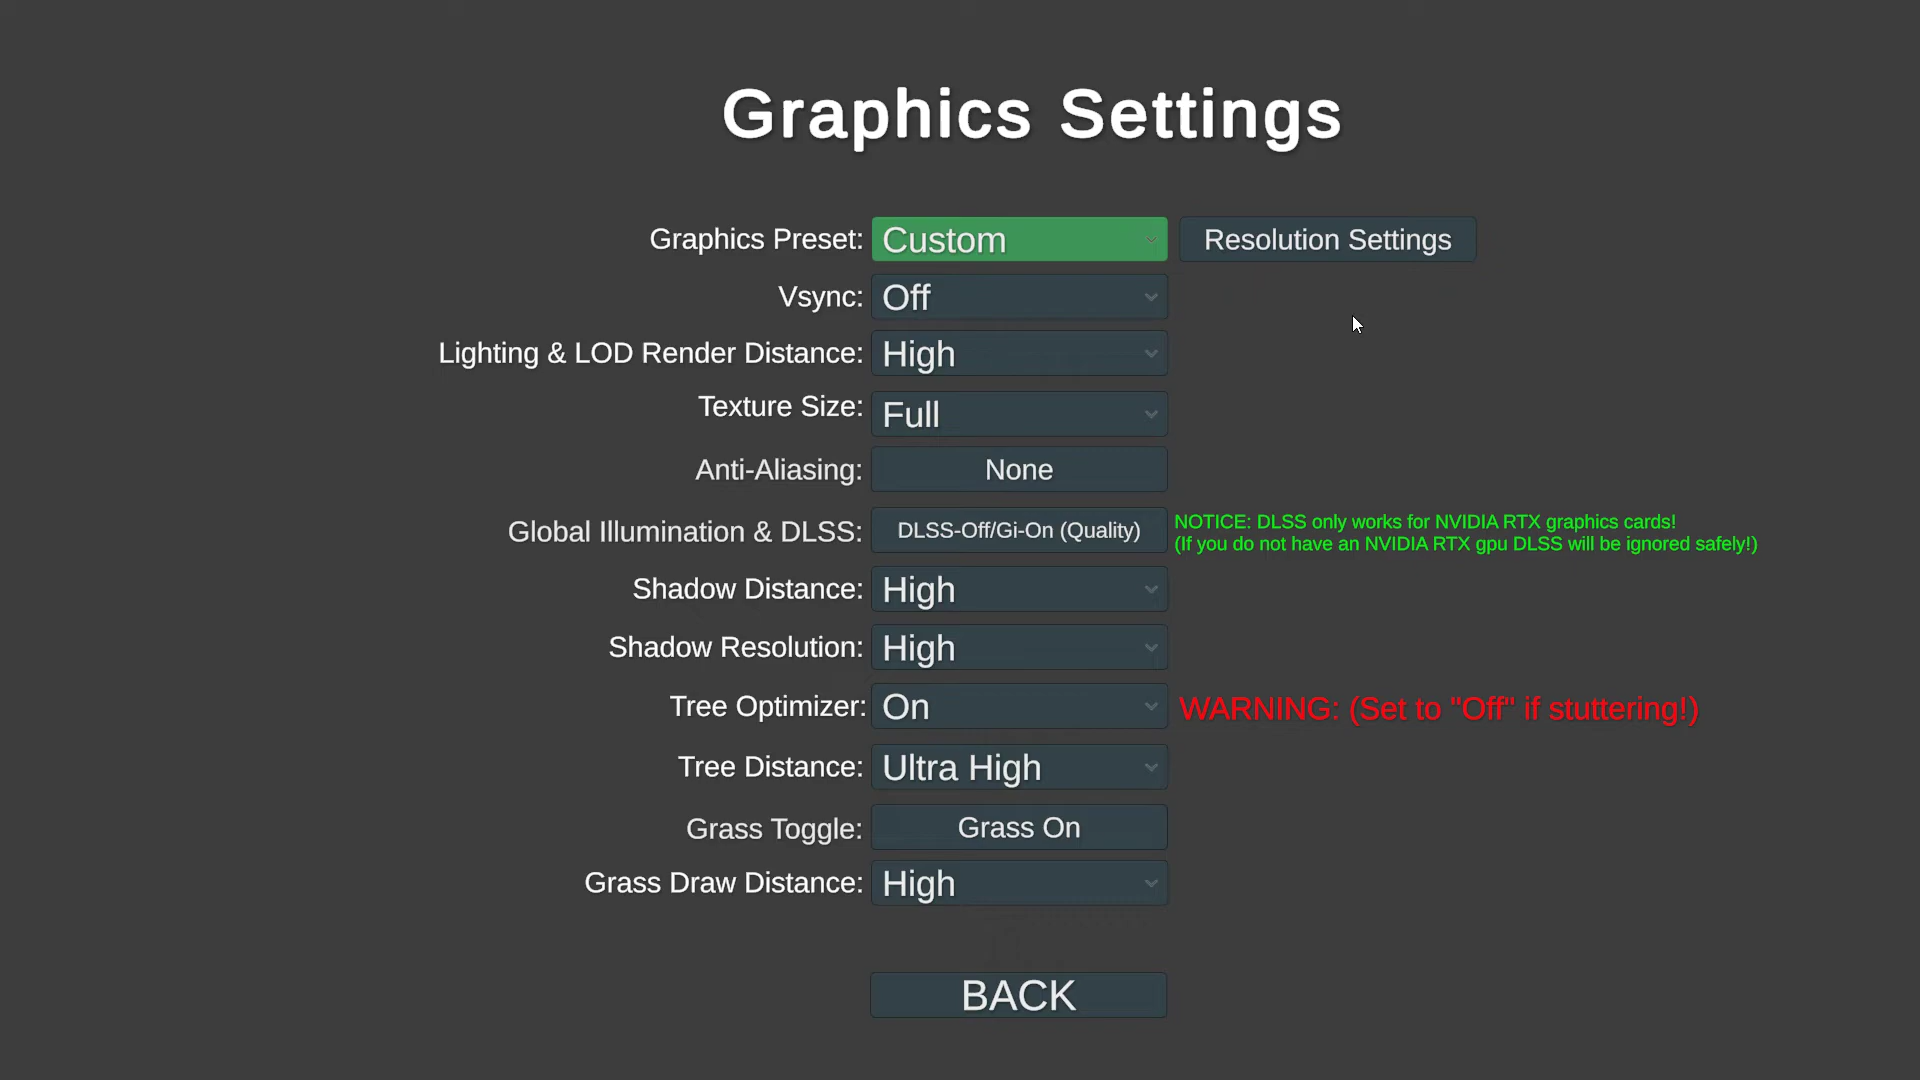 Graphics Settings
Graphics Preset: Custom Resolution Settings
Vsync: Off
Lighting & LOD Render Distance: High
Texture Size: Full
Anti-Aliasing: None
Global Illumination & DLSS: DLSS-Off/Gi-On (Quality) NOTICE: DLSS only works for NVIDIA RTX graphics cards!
(If you do not have an NVIDIA RTX gpu DLSS will be ignored safely!)
Shadow Distance: High
Shadow Resolution: High
Tree Optimizer: On WARNING: (Set to "Off" if stuttering!)
Tree Distance: Ultra High
Grass Toggle: Grass On
Grass Draw Distance: High
BACK